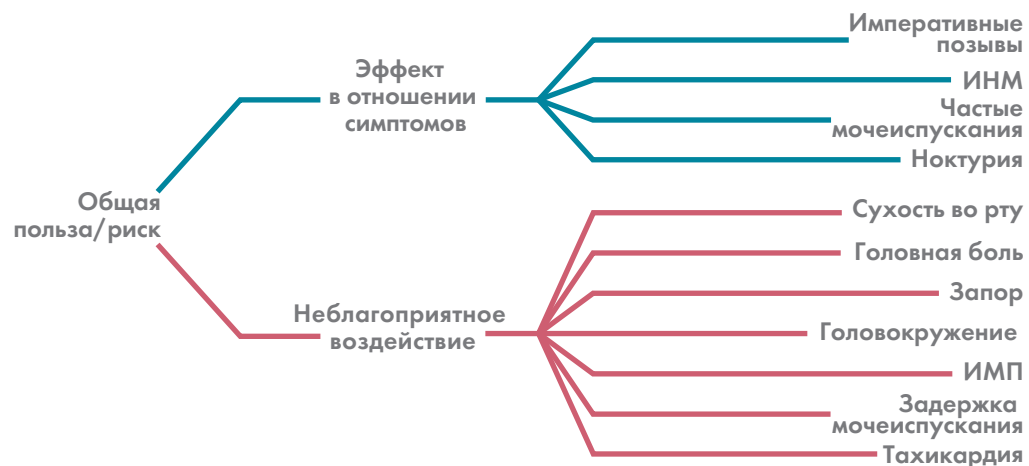 Общая
польза/риск
Эффект
в отношении
симптомов
Императивные
позывы
ИНМ
Частые
мочеиспускания
Ноктурия
Неблагоприятное
воздействие
Сухость во рту
Головная боль
Запор
Головокружение
ИМП
Задержка
мочеиспускания
Тахикардия